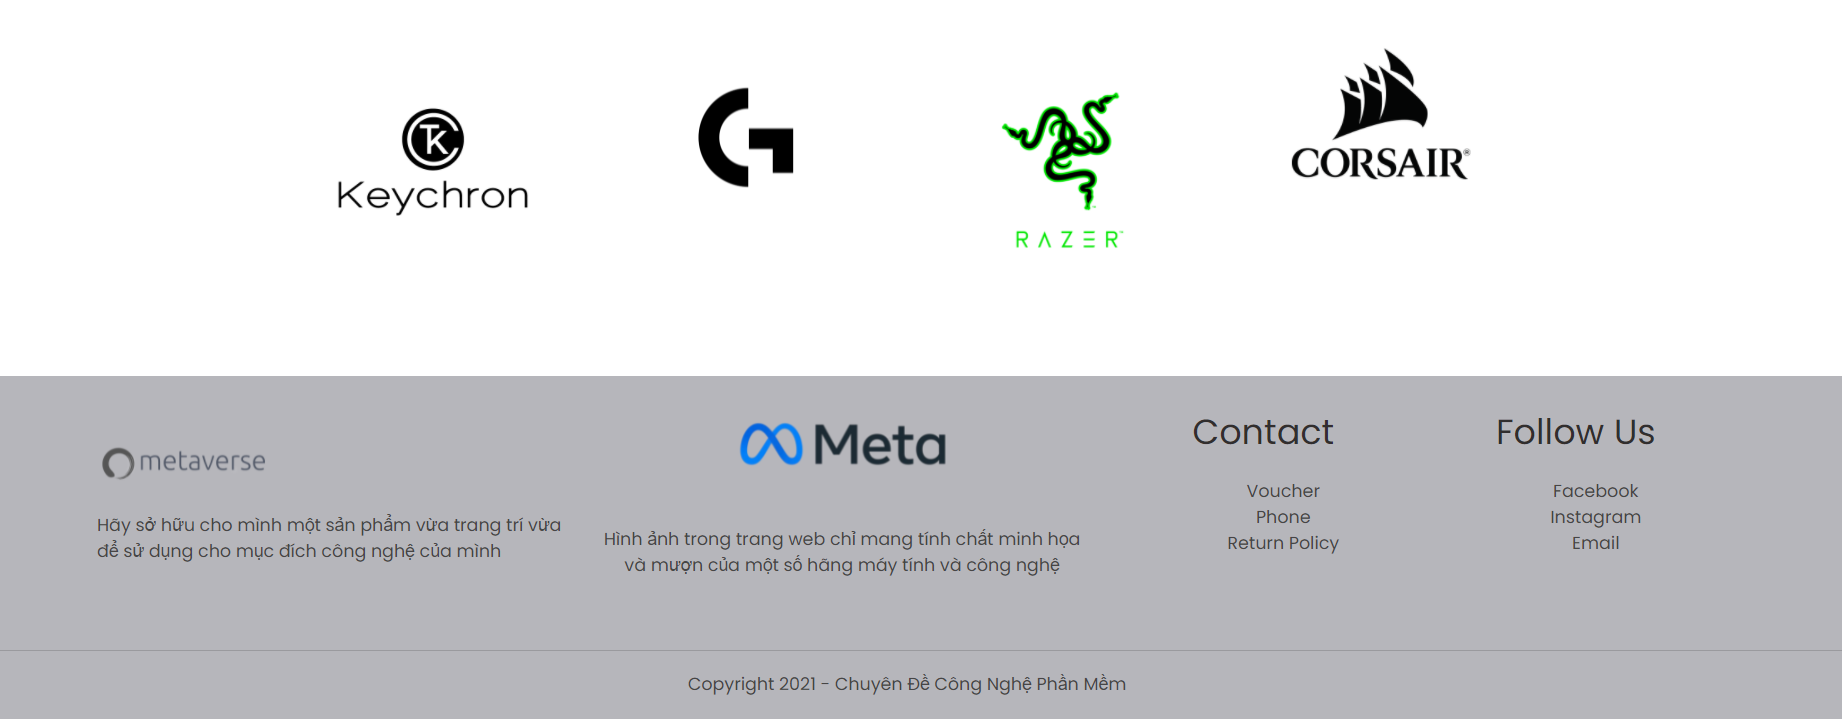 Keychron
G
RAZER™
CORSAIR®
metaverse
Hãy sở hữu cho mình một sản phẩm vừa trang trí vừa
để sử dụng cho mục đích công nghệ của mình
Meta
Hình ảnh trong trang web chỉ mang tính chất minh họa
và mượn của một số hãng máy tính và công nghệ
Contact
Voucher
Phone
Return Policy
Follow Us
Facebook
Instagram
Email
Copyright 2021 - Chuyên Đề Công Nghệ Phần Mềm